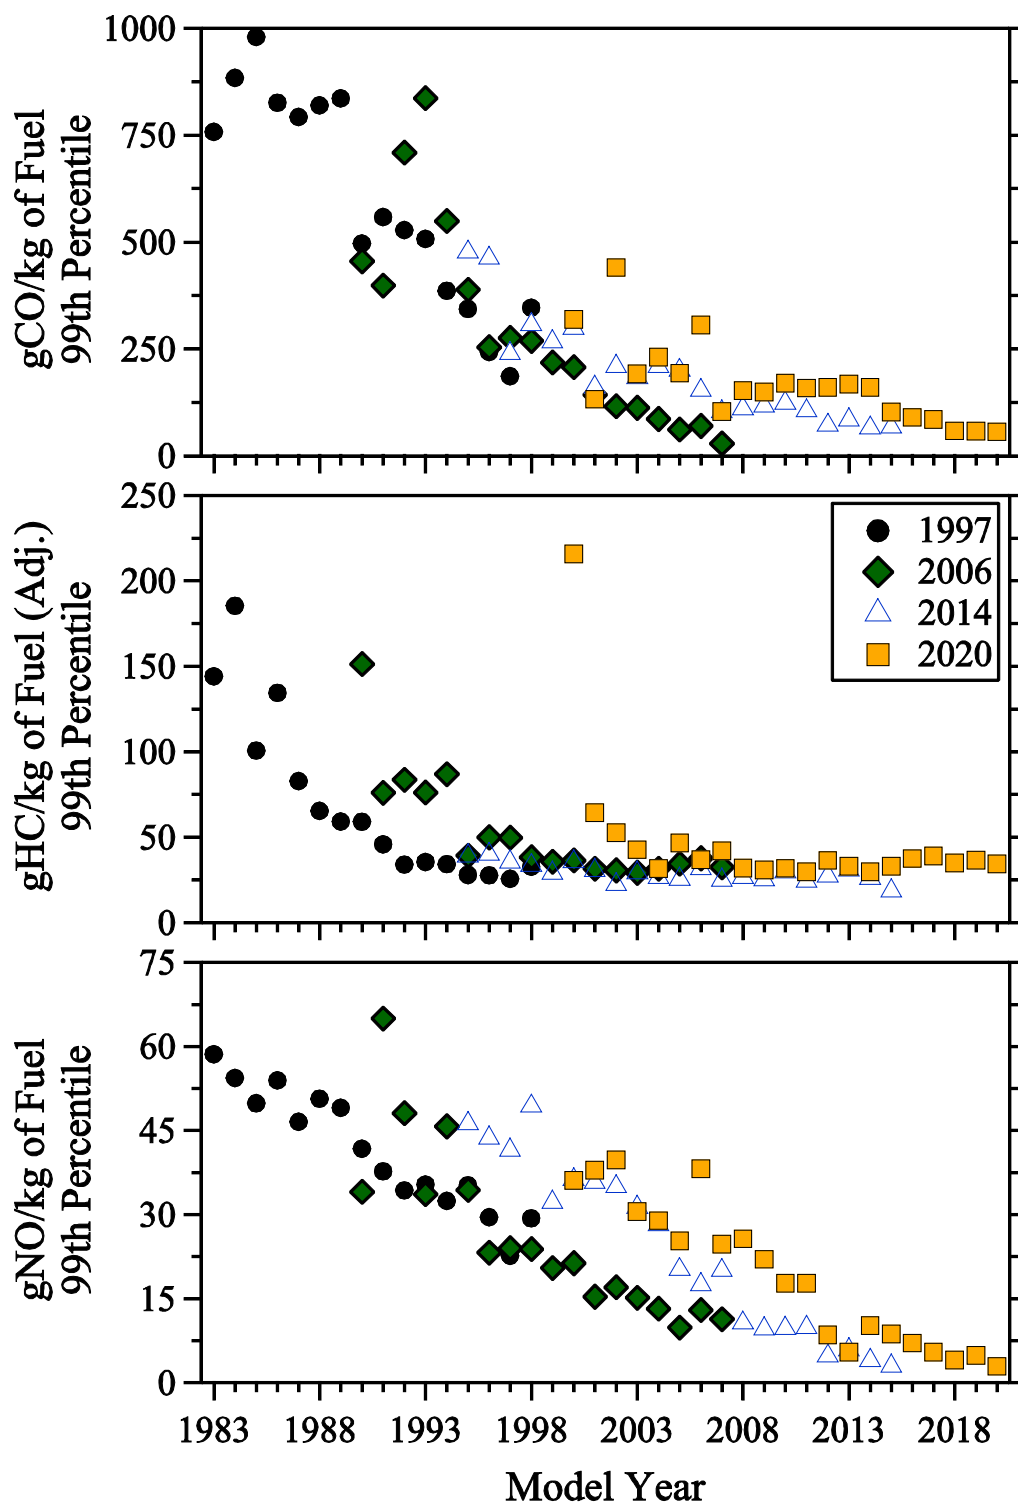 gCO/kg of Fuel
99th Percentile
1000
750
500
250
0
gHC/kg of Fuel (Adj.)
99th Percentile
250
200
150
100
50
0
1997
2006
2014
2020
gNO/kg of Fuel
99th Percentile
75
60
45
30
15
0
1983 1988 1993 1998 2003 2008 2013 2018
Model Year